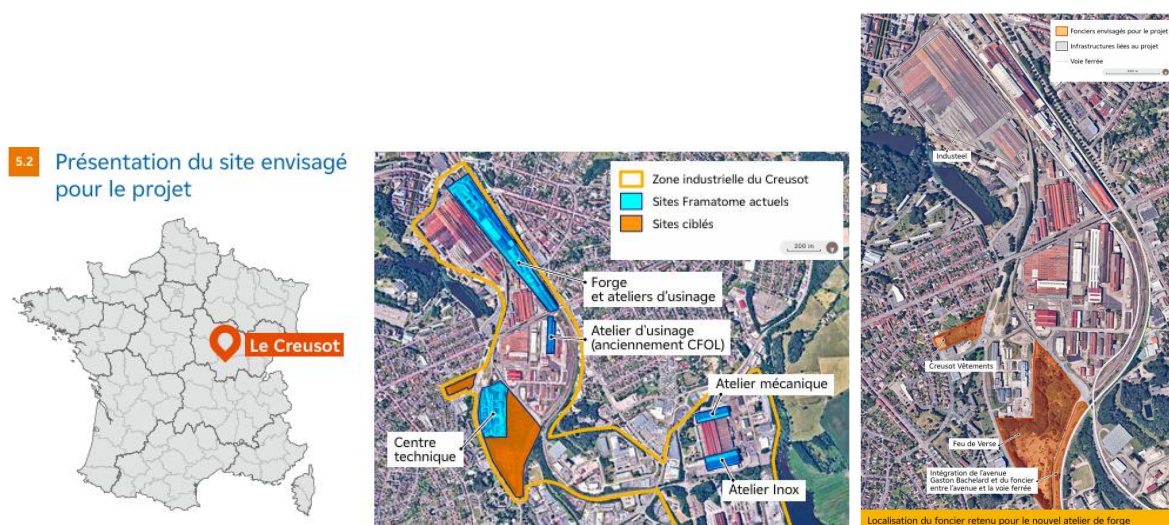 5.2
Présentation du site envisagé
pour le projet
Le Creusot
Zone industrielle du Creusot
Sites Framatome actuels
Sites ciblés
200 m
Forge
et ateliers d'usinage
Atelier d'usinage
(anciennement CFOL)
Atelier mécanique
Centre
technique
Atelier Inox
Fonciers envisagés pour le projet
Infrastructures liées au projet
Voie ferrée
Industeel
Creusot Vêtements
Feu de Verse
Intégration de l'avenue
Gaston Bachelard et du foncier
entre l'avenue et la voie ferrée
Localisation du foncier retenu pour le nouvel atelier de forge